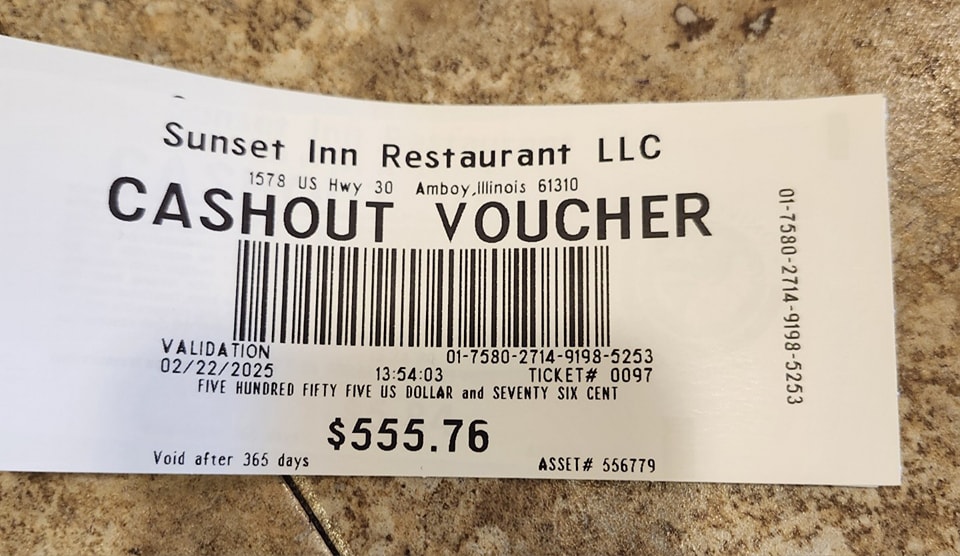 Sunset Inn Restaurant LLC
1578 US Hwy 30 Amboy,Illinois 61310
CASHOUT VOUCHER
VALIDATION 01-7580-2714-9198-5253
02/22/2025 13:54:03 TICKET# 0097
FIVE HUNDRED FIFTY FIVE US DOLLAR and SEVENTY SIX CENT
$555.76
Void after 365 days ASSET# 556779
01-7580-2714-9198-5253